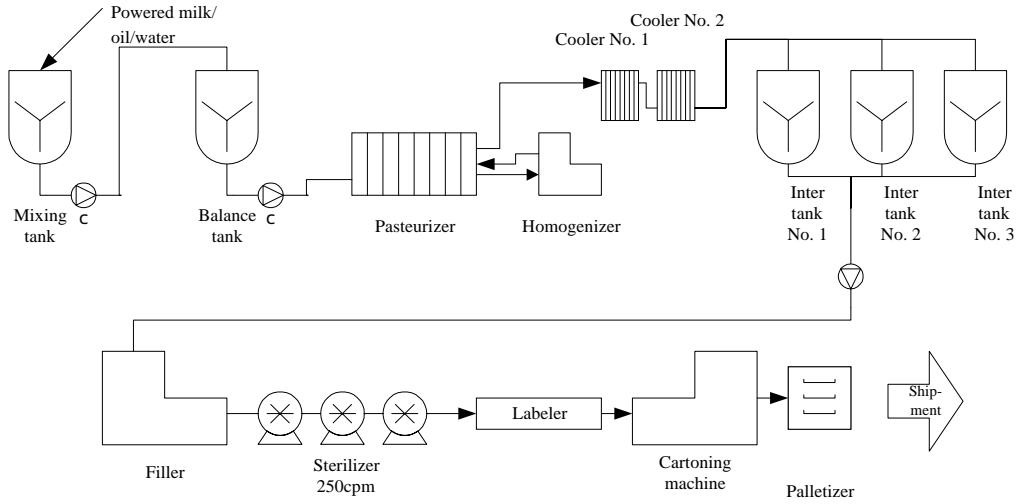 Powered milk/
oil/water
Cooler No. 2
Cooler No. 1
Mixing
tank
C
Balance
tank
C
Pasteurizer
Homogenizer
Inter
tank
No. 1
Inter
tank
No. 2
Inter
tank
No. 3
Filler
Sterilizer
250cpm
Labeler
Cartoning
machine
Palletizer
Ship-
ment